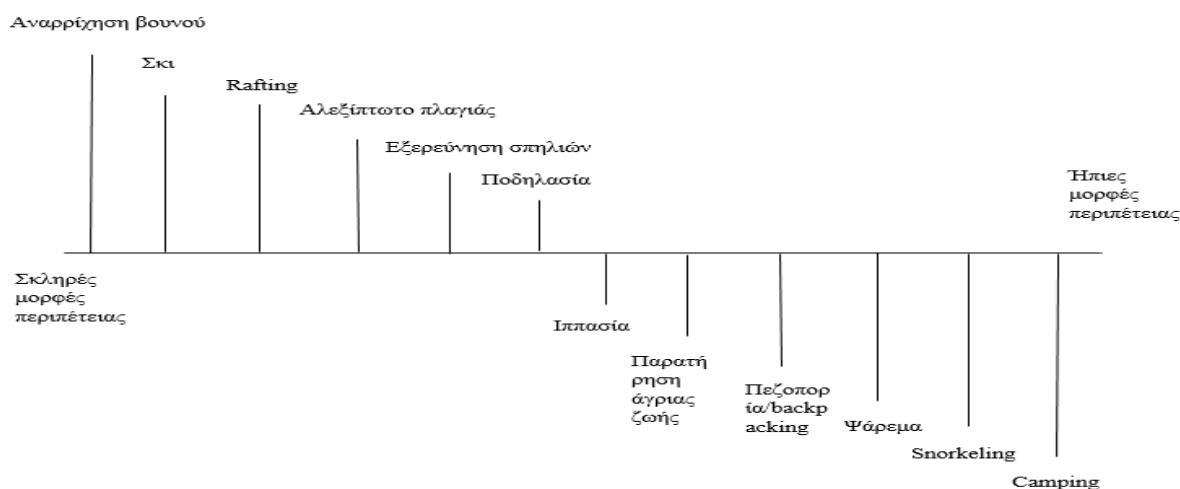 Αναρρίχηση βουνού
Σκι
Rafting
Αλεξίπτωτο πλαγιάς
Εξερεύνηση σπηλιών
Ποδηλασία
Ήπιες
μορφές
περιπέτειας
Σκληρές
μορφές
περιπέτειας
Ιππασία
Παρατή
ρηση
άγριας
ζωής
Πεζοπορ
ία/backp
acking
Ψάρεμα
Snorkeling
Camping